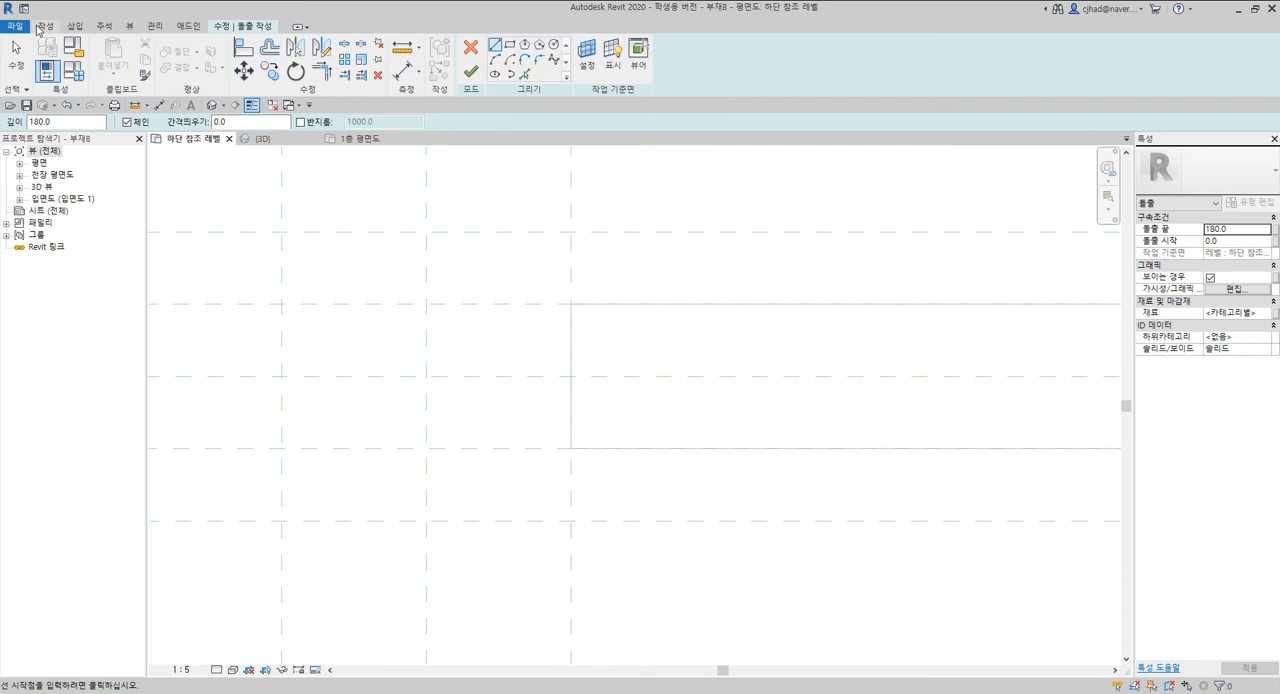 Autodesk Revit 2020 - 학생용 버전 - 부재B - 평면도: 하단 참조 레벨
cjhad@naver....
파일 작성 삽입 주석 뷰 관리 애드인 수정 | 돌출 작성
수정 붙여넣기 절단 결합 설정 표시 뷰어
선택 특성 클립보드 형상 수정 측정 작성 모드 그리기 작업 기준면
깊이 180.0 체인 간격띄우기: 0.0 반지름: 1000.0
프로젝트 탐색기 - 부재B
하단 참조 레벨 {3D} 1층 평면도
특성
뷰 (전체)
평면
천장 평면도
3D 뷰
입면도 (입면도 1)
시트 (전체)
패밀리
그룹
Revit 링크
2D
R
돌출 유형 편집
구속조건
돌출 끝 180.0
돌출 시작 0.0
작업 기준면 레벨 : 하단 참조...
그래픽
보이는 경우
가시성/그래픽 ... 편집...
재료 및 마감재
재료 <카테고리별>
ID 데이터
하위카테고리 <없음>
솔리드/보이드 솔리드
특성 도움말 적용
1 : 5
선 시작점을 입력하려면 클릭하십시오.
:0